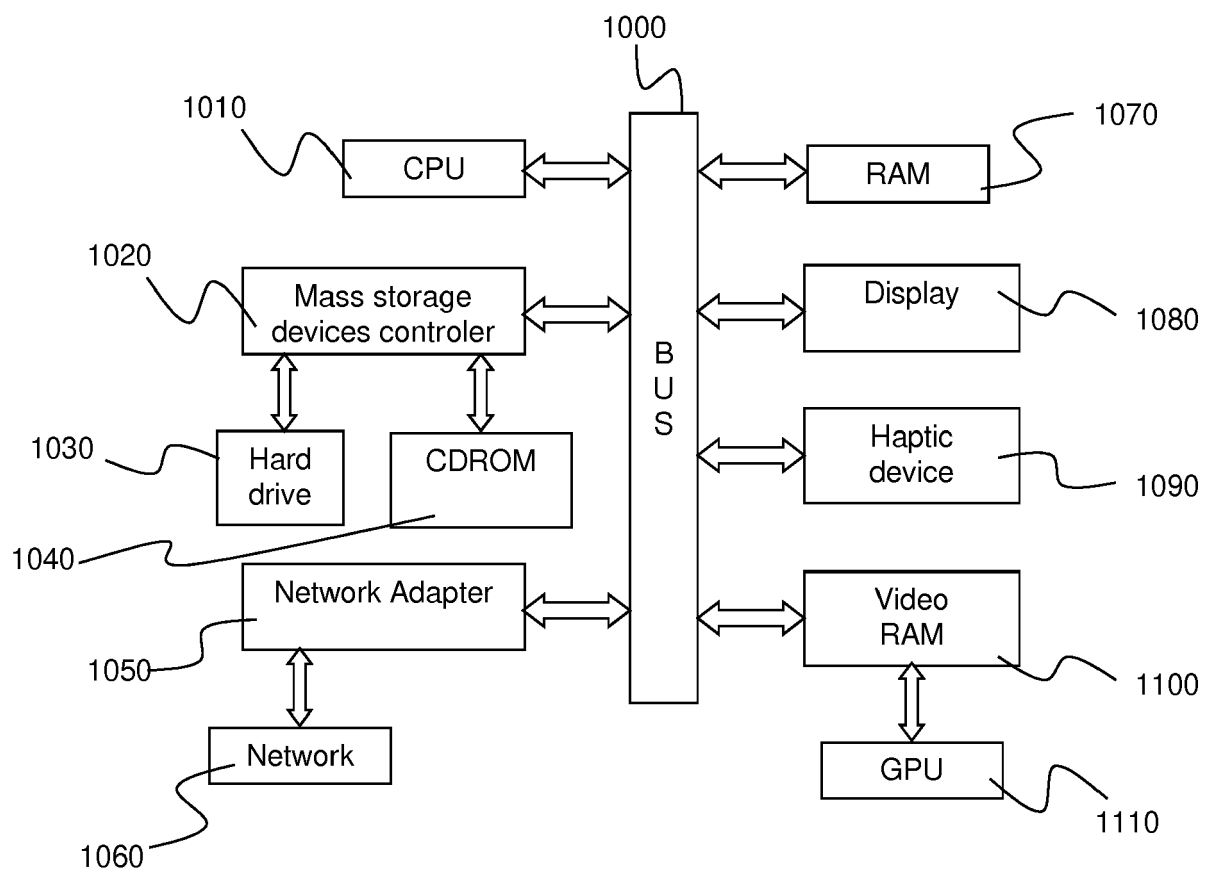 1000
1010
CPU
1070
RAM
1020
Mass storage
devices controler
Display
1080
B
U
S
1030
Hard
drive
CDROM
Haptic
device
1090
1040
Network Adapter
1050
Video
RAM
1100
Network
1060
GPU
1110